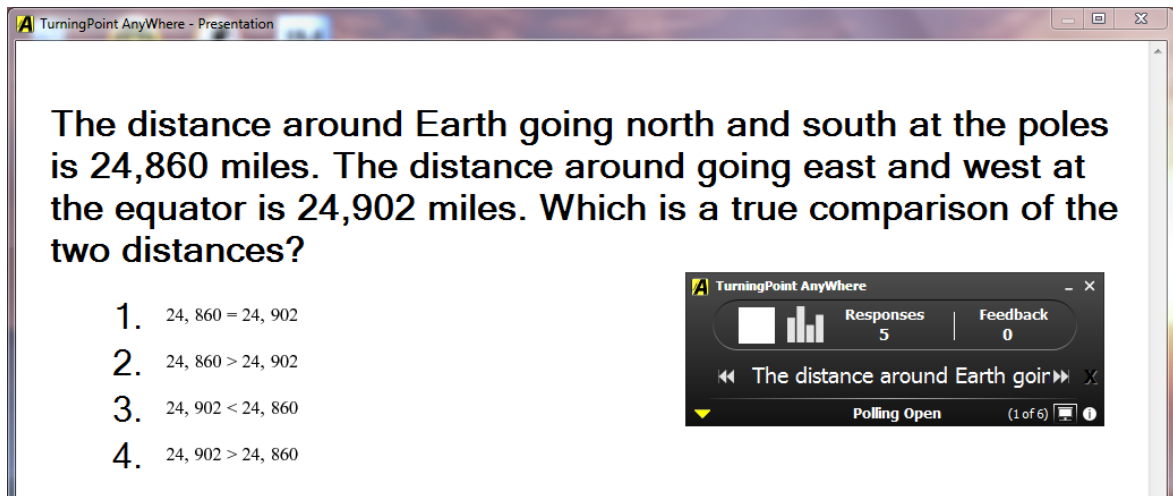 TurningPoint AnyWhere - Presentation
The distance around Earth going north and south at the poles
is 24,860 miles. The distance around going east and west at
the equator is 24,902 miles. Which is a true comparison of the
two distances?
1. 24, 860 = 24, 902
2. 24, 860 > 24, 902
3. 24, 902 < 24, 860
4. 24, 902 > 24, 860
TurningPoint AnyWhere
Responses Feedback
5 0
The distance around Earth goir
Polling Open (1 of 6)